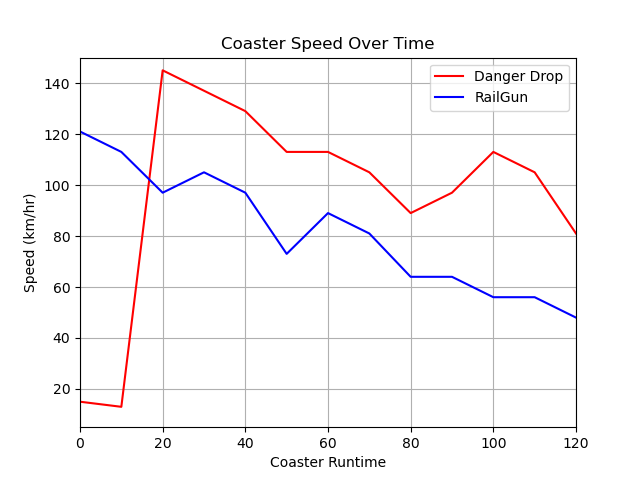 Coaster Speed Over Time
Danger Drop
RailGun
Speed (km/hr)
140
120
100
80
60
40
20
0 20 40 60 80 100 120
Coaster Runtime